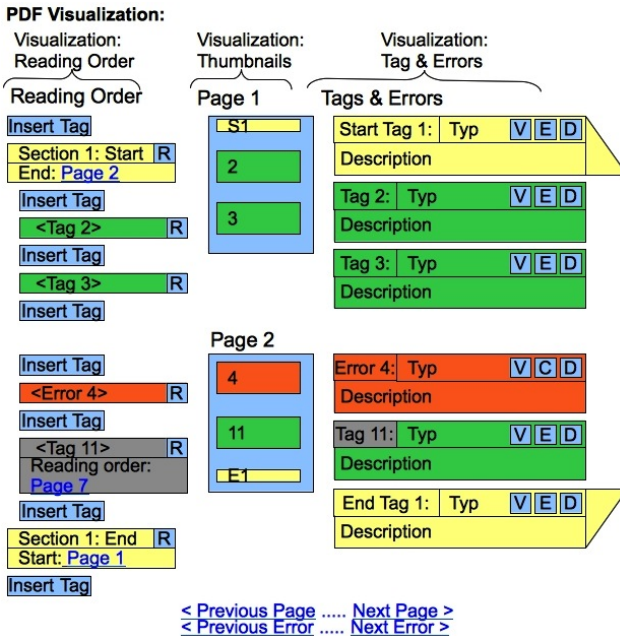 PDF Visualization:
Visualization:
Reading Order
Visualization:
Thumbnails
Visualization:
Tag & Errors
Reading Order
Insert Tag
Section 1: Start R
End: Page 2
Insert Tag
<Tag 2> R
Insert Tag
<Tag 3> R
Insert Tag
Insert Tag
<Error 4> R
Insert Tag
<Tag 11> R
Reading order:
Page 7
Insert Tag
Section 1: End R
Start: Page 1
Insert Tag
Page 1
S1
2
3
Page 2
4
11
E1
Tags & Errors
Start Tag 1: Typ V E D
Description
Tag 2: Typ V E D
Description
Tag 3: Typ V E D
Description
Error 4: Typ V C D
Description
Tag 11: Typ V E D
Description
End Tag 1: Typ V E D
Description
< Previous Page ..... Next Page >
< Previous Error ..... Next Error >